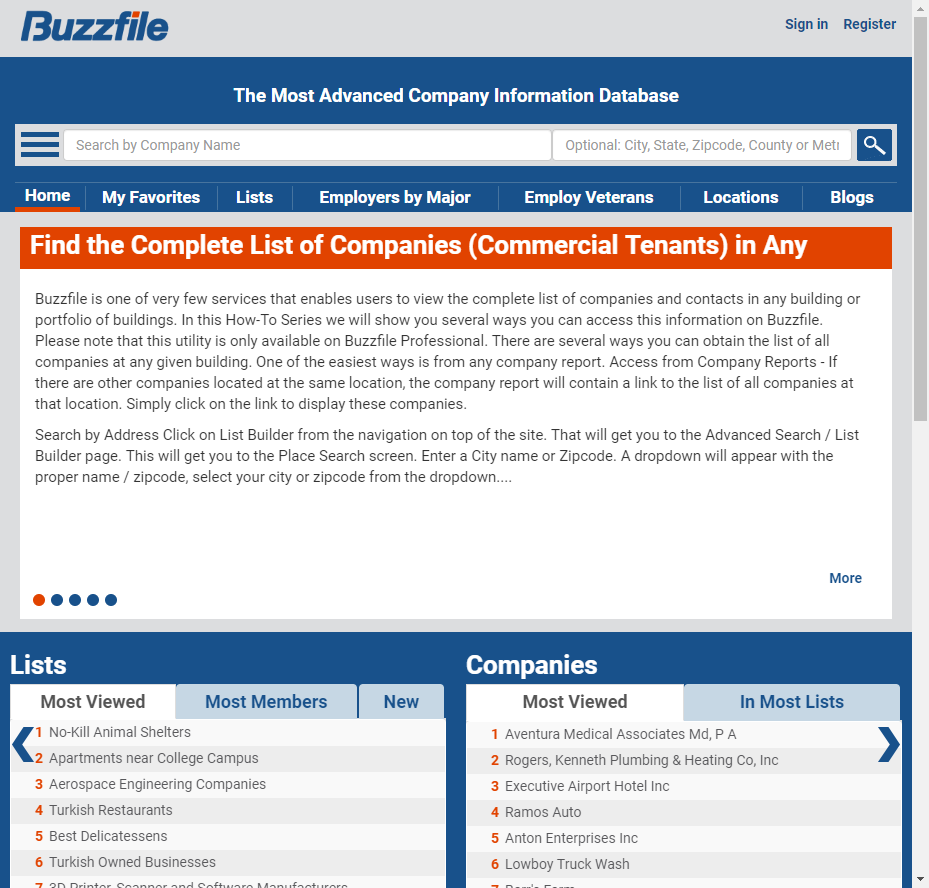 Buzzfile
Sign in Register
The Most Advanced Company Information Database
Search by Company Name Optional: City, State, Zipcode, County or Metr
Home My Favorites Lists Employers by Major Employ Veterans Locations Blogs
Find the Complete List of Companies (Commercial Tenants) in Any
Buzzfile is one of very few services that enables users to view the complete list of companies and contacts in any building or
portfolio of buildings. In this How-To Series we will show you several ways you can access this information on Buzzfile.
Please note that this utility is only available on Buzzfile Professional. There are several ways you can obtain the list of all
companies at any given building. One of the easiest ways is from any company report. Access from Company Reports - If
there are other companies located at the same location, the company report will contain a link to the list of all companies at
that location. Simply click on the link to display these companies.
Search by Address Click on List Builder from the navigation on top of the site. That will get you to the Advanced Search / List
Builder page. This will get you to the Place Search screen. Enter a City name or Zipcode. A dropdown will appear with the
proper name / zipcode, select your city or zipcode from the dropdown....
More
Lists
Most Viewed Most Members New
1 No-Kill Animal Shelters
2 Apartments near College Campus
3 Aerospace Engineering Companies
4 Turkish Restaurants
5 Best Delicatessens
6 Turkish Owned Businesses
7 3D Printer, Scanner and Software Manufacturers
Companies
Most Viewed In Most Lists
1 Aventura Medical Associates Md, P A
2 Rogers, Kenneth Plumbing & Heating Co, Inc
3 Executive Airport Hotel Inc
4 Ramos Auto
5 Anton Enterprises Inc
6 Lowboy Truck Wash
7 Barr's Farm